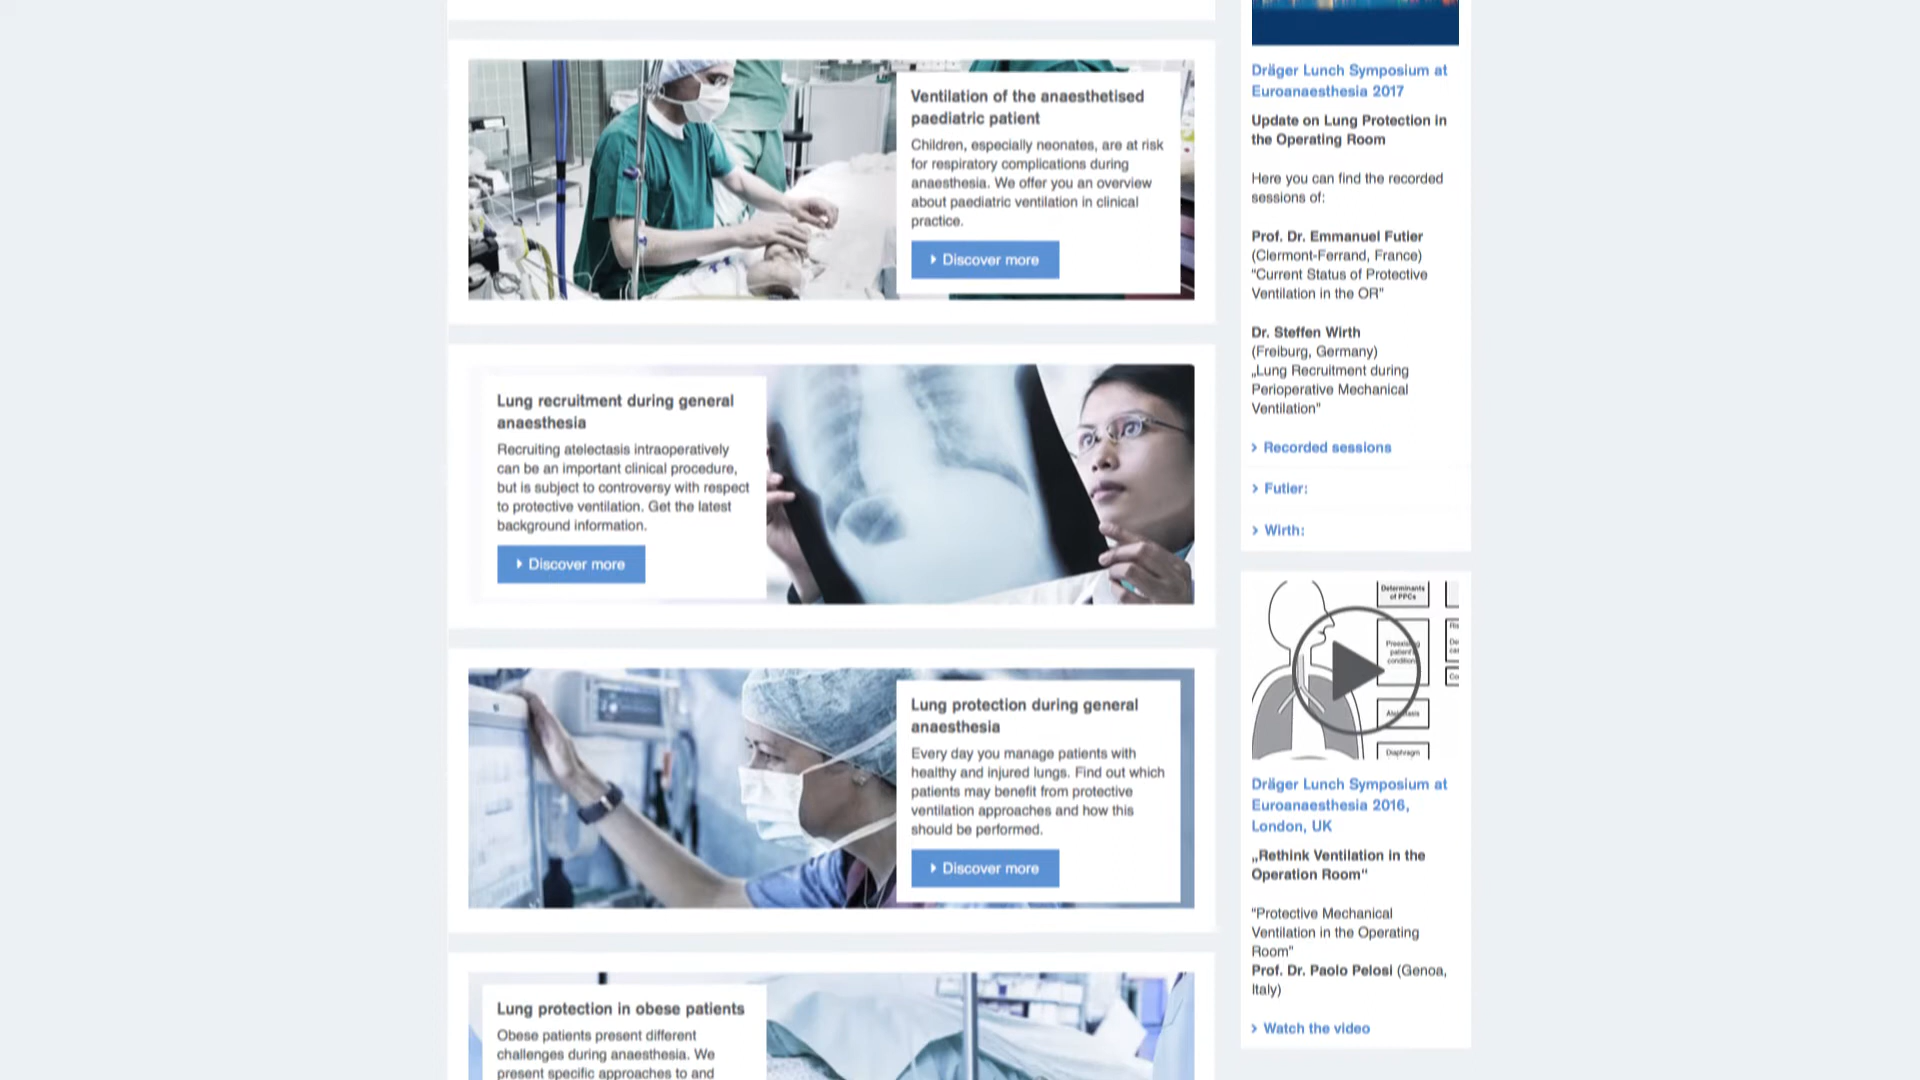 Ventilation of the anaesthetised
paediatric patient
Children, especially neonates, are at risk
for respiratory complications during
anaesthesia. We offer you an overview
about paediatric ventilation in clinical
practice.
Discover more
Lung recruitment during general
anaesthesia
Recruiting atelectasis intraoperatively
can be an important clinical procedure,
but is subject to controversy with respect
to protective ventilation. Get the latest
background information.
Discover more
Lung protection during general
anaesthesia
Every day you manage patients with
healthy and injured lungs. Find out which
patients may benefit from protective
ventilation approaches and how this
should be performed.
Discover more
Lung protection in obese patients
Obese patients present different
challenges during anaesthesia. We
present specific approaches to and
Dräger Lunch Symposium at
Euroanaesthesia 2017
Update on Lung Protection in
the Operating Room
Here you can find the recorded
sessions of:
Prof. Dr. Emmanuel Futier
(Clermont-Ferrand, France)
"Current Status of Protective
Ventilation in the OR"
Dr. Steffen Wirth
(Freiburg, Germany)
„Lung Recruitment during
Perioperative Mechanical
Ventilation"
> Recorded sessions
> Futier:
> Wirth:
Determinants
of PPCs
Preexisting
patient
condition
Atelectasis
Diaphragm
Dräger Lunch Symposium at
Euroanaesthesia 2016,
London, UK
„Rethink Ventilation in the
Operation Room“
"Protective Mechanical
Ventilation in the Operating
Room"
Prof. Dr. Paolo Pelosi (Genoa,
Italy)
> Watch the video